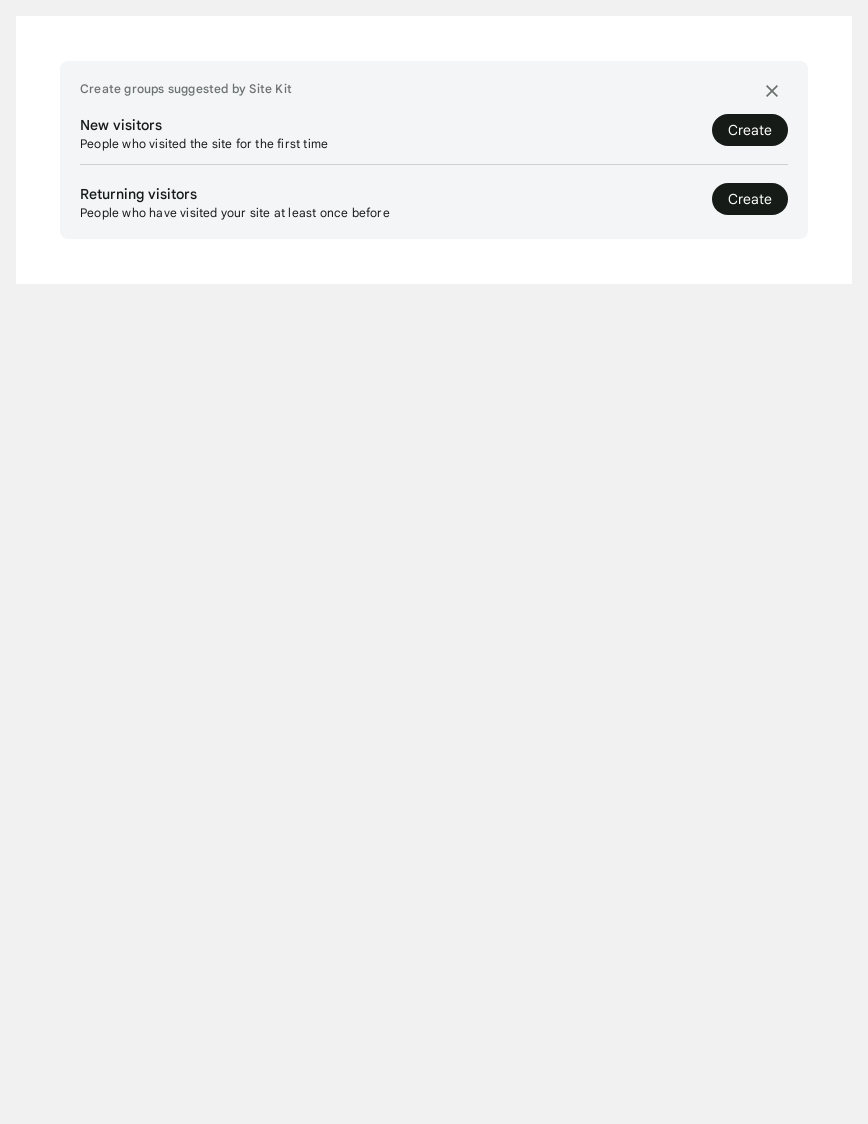 Create groups suggested by Site Kit
New visitors
People who visited the site for the first time
Create
Returning visitors
People who have visited your site at least once before
Create